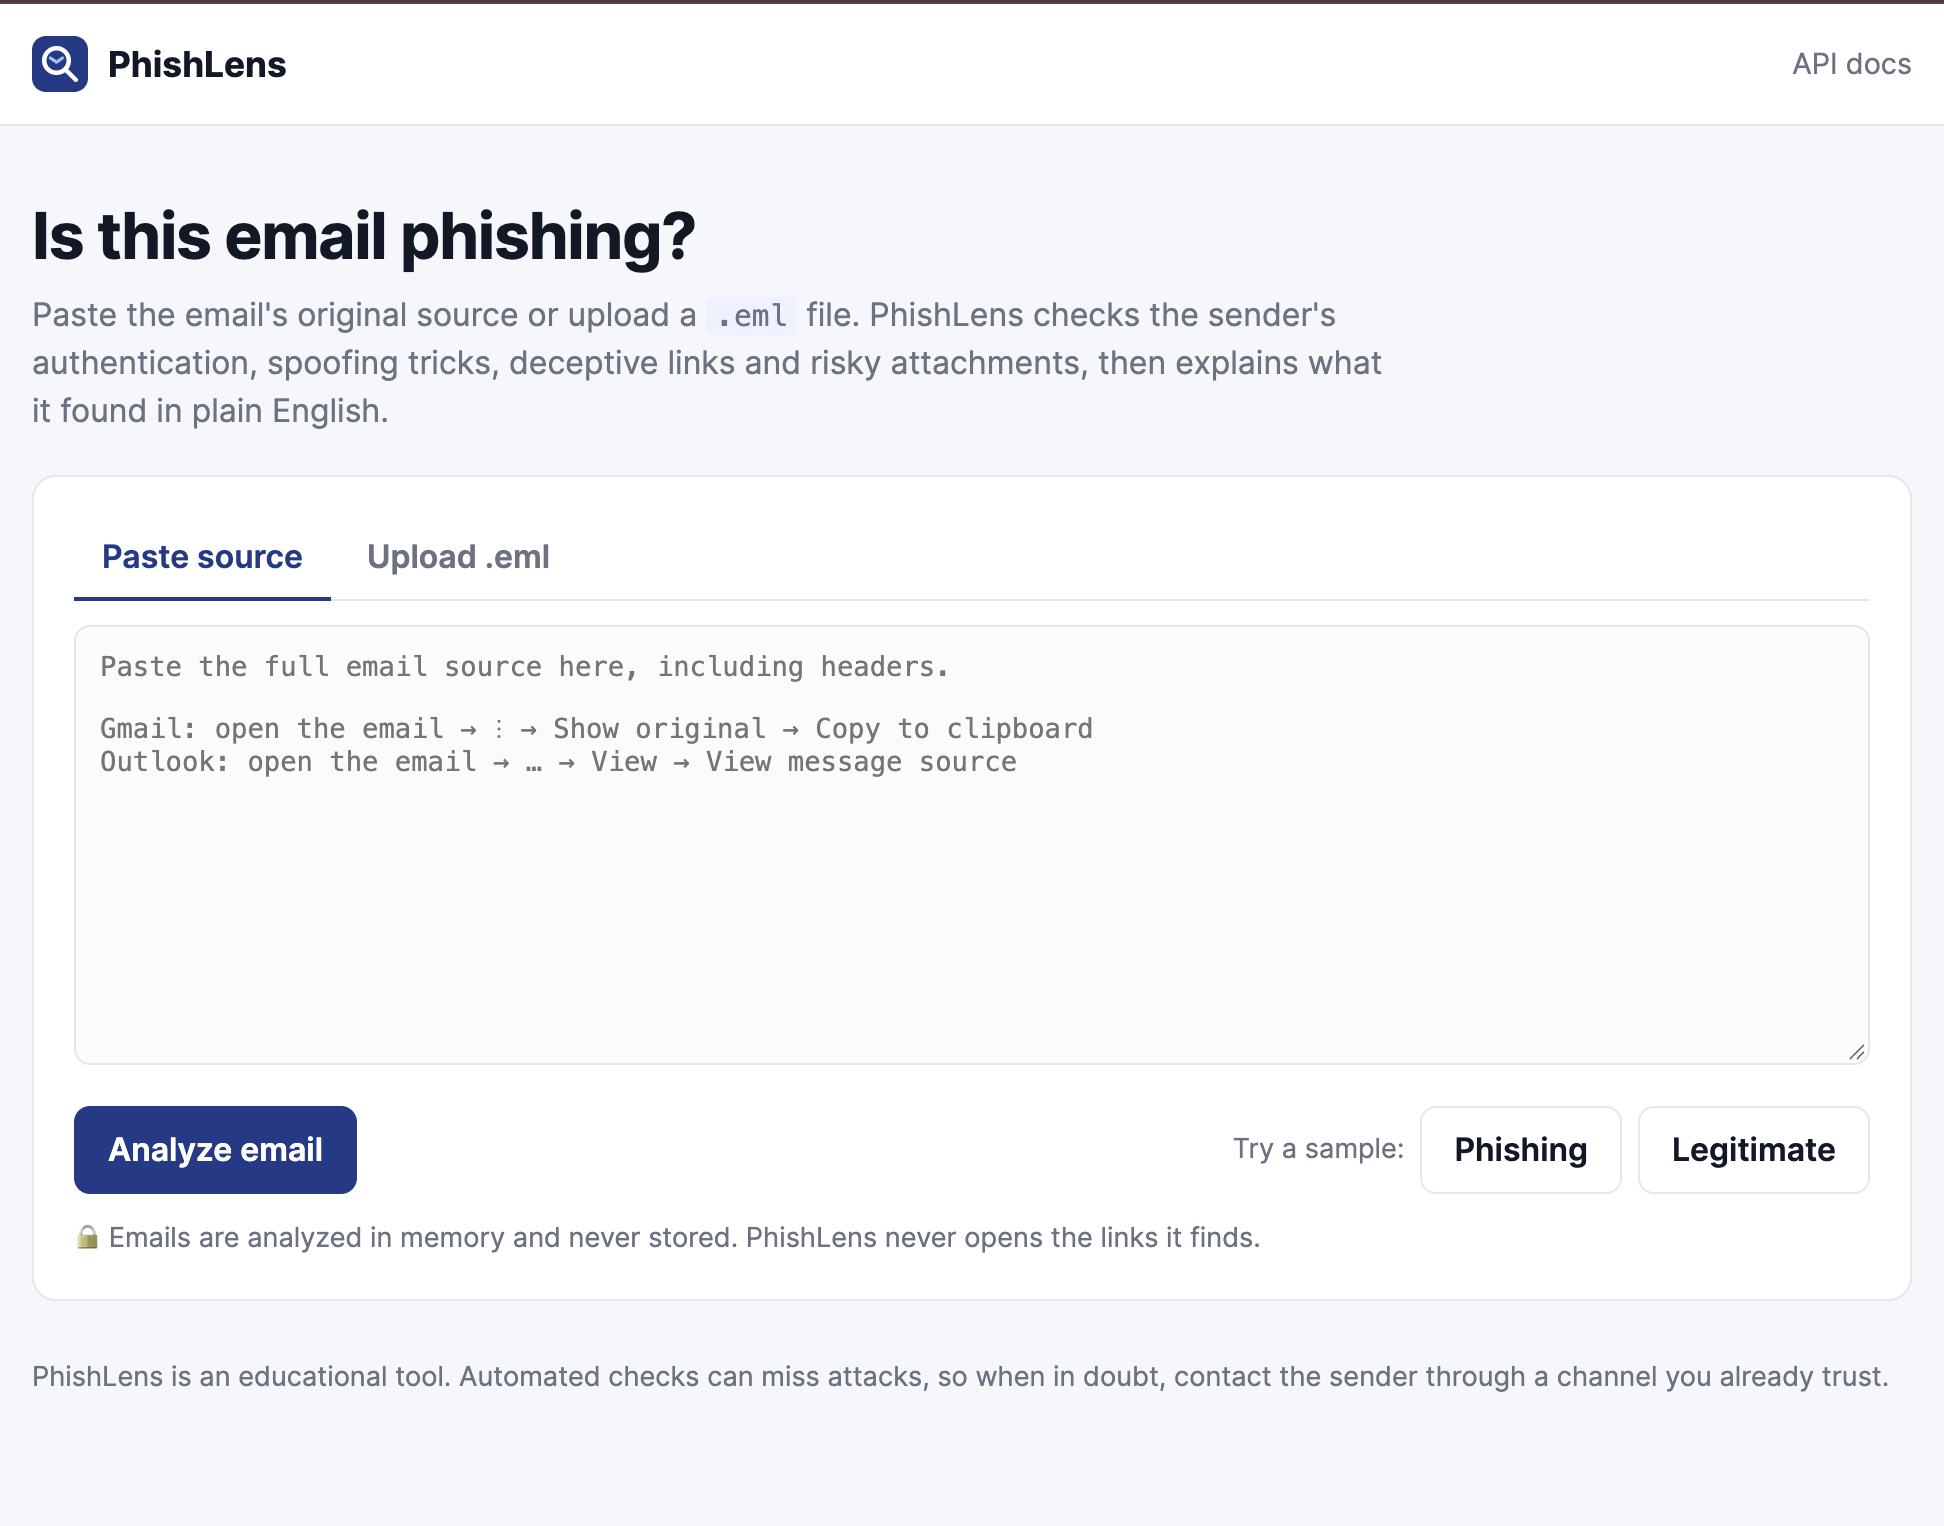 PhishLens
API docs
Is this email phishing?
Paste the email's original source or upload a .eml file. PhishLens checks the sender's
authentication, spoofing tricks, deceptive links and risky attachments, then explains what
it found in plain English.
Paste source
Upload .eml
Paste the full email source here, including headers.
Gmail: open the email → ⋮ → Show original → Copy to clipboard
Outlook: open the email → … → View → View message source
Analyze email
Try a sample:
Phishing
Legitimate
🔒 Emails are analyzed in memory and never stored. PhishLens never opens the links it finds.
PhishLens is an educational tool. Automated checks can miss attacks, so when in doubt, contact the sender through a channel you already trust.